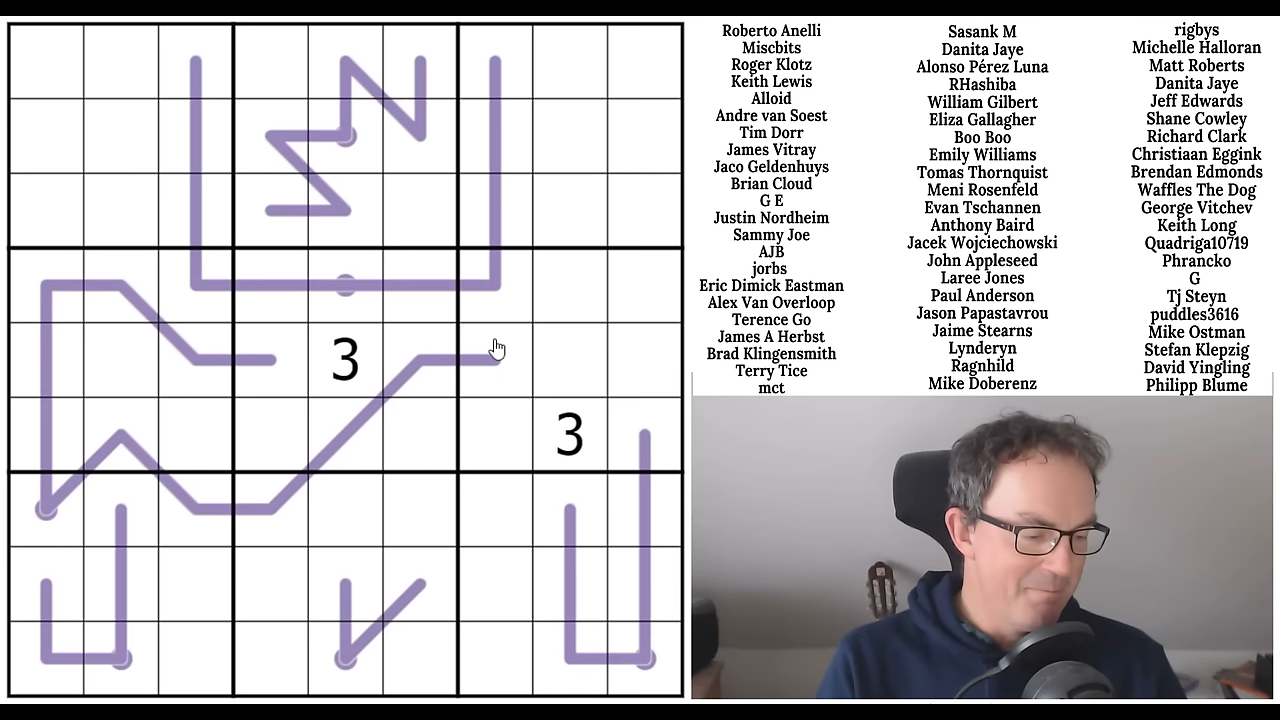 Roberto Anelli
Miscbits
Roger Klotz
Keith Lewis
Alloid
Andre van Soest
Tim Dorr
James Vitray
Jaco Geldenhuys
Brian Cloud
G E
Justin Nordheim
Sammy Joe
AJB
jorbs
Eric Dimick Eastman
Alex Van Overloop
Terence Go
James A Herbst
Brad Klingensmith
Terry Tice
mct
Sasank M
Danita Jaye
Alonso Pérez Luna
RHashiba
William Gilbert
Eliza Gallagher
Boo Boo
Emily Williams
Tomas Thornquist
Meni Rosenfeld
Evan Tschannen
Anthony Baird
Jacek Wojciechowski
John Appleseed
Laree Jones
Paul Anderson
Jason Papastavrou
Jaime Stearns
Lynderyn
Ragnhild
Mike Doberenz
rigbys
Michelle Halloran
Matt Roberts
Danita Jaye
Jeff Edwards
Shane Cowley
Richard Clark
Christiaan Eggink
Brendan Edmonds
Waffles The Dog
George Vitchev
Keith Long
Quadriga10719
Phrancko
G
Tj Steyn
puddles3616
Mike Ostman
Stefan Klepzig
David Yingling
Philipp Blume
3
3